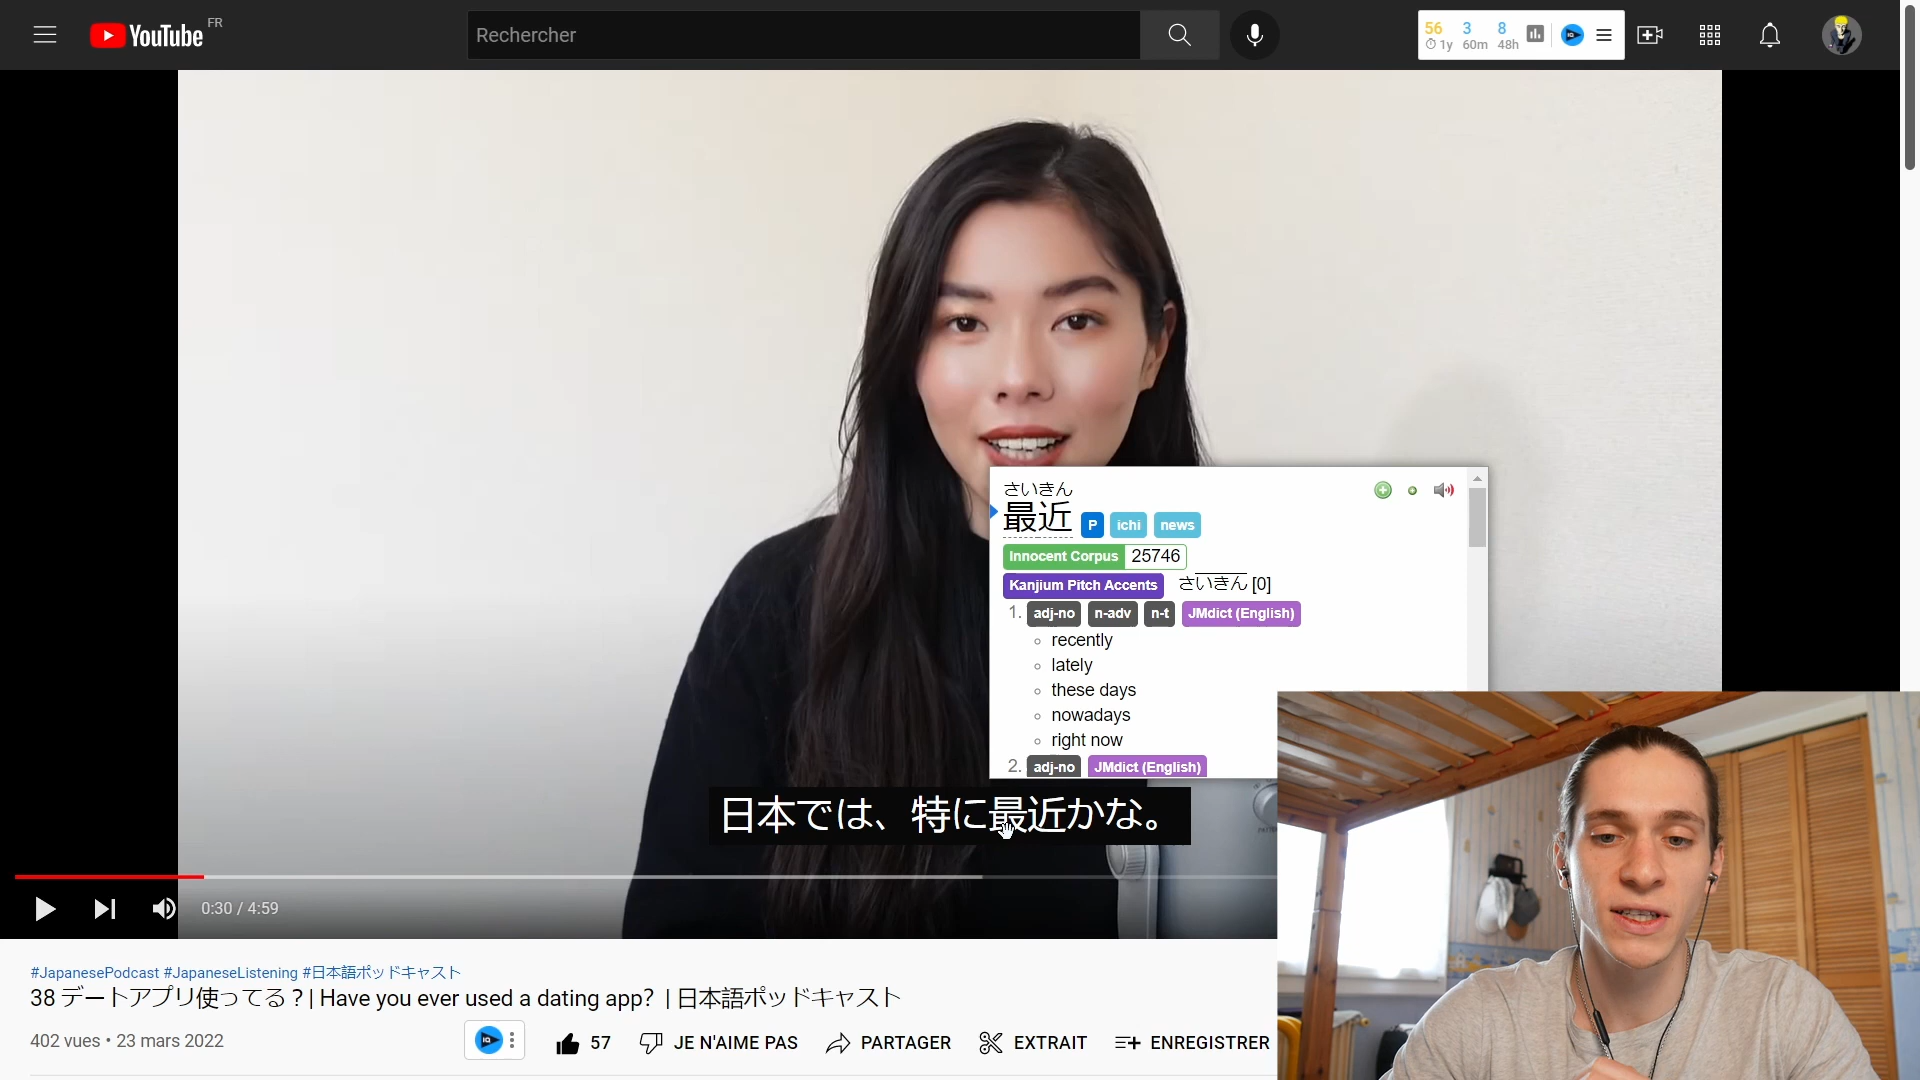 YouTube FR
Rechercher
56 3 8
1y 60m 48h
さいきん
最近 P ichi news
Innocent Corpus 25746
Kanjium Pitch Accents さいきん [0]
1. adj-no n-adv n-t JMdict (English)
recently
lately
these days
nowadays
right now
2. adj-no JMdict (English)
日本では、特に最近かな。
0:30 / 4:59
#JapanesePodcast #JapaneseListening #日本語ポッドキャスト
38 デートアプリ使ってる？| Have you ever used a dating app? | 日本語ポッドキャスト
402 vues • 23 mars 2022
57 JE N'AIME PAS PARTAGER EXTRAIT ENREGISTRER